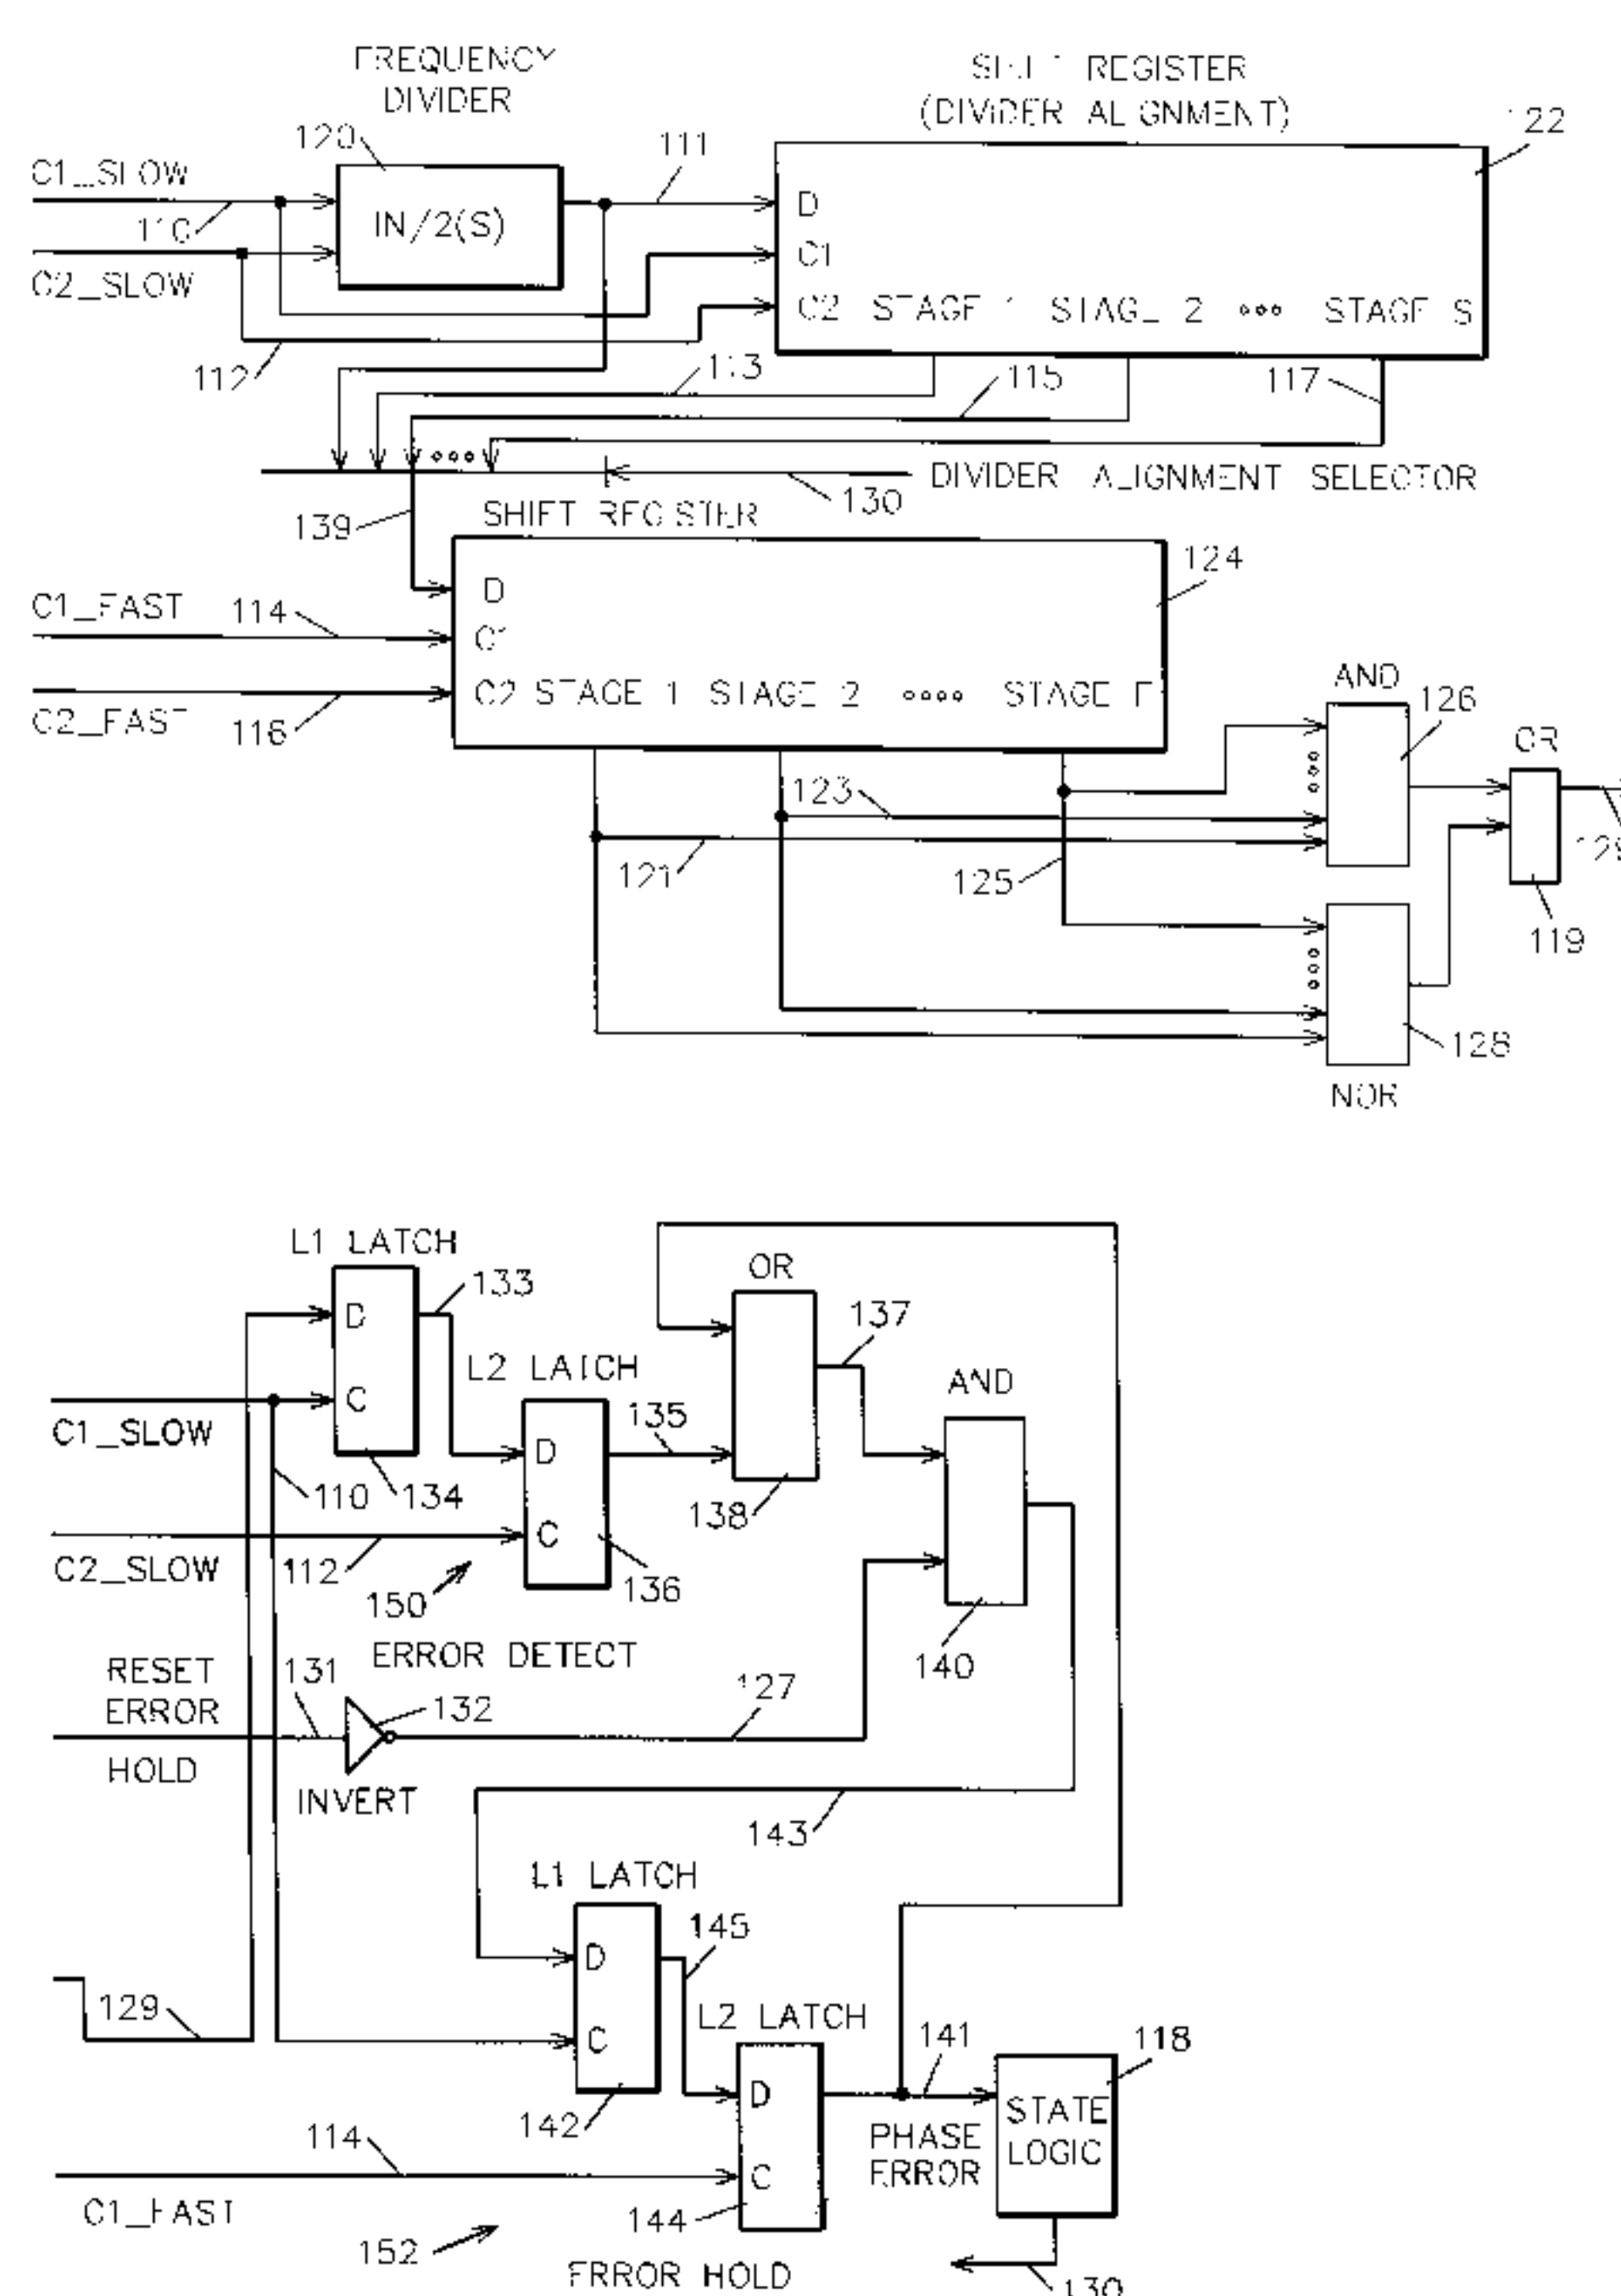 FREQUENCY
DIVIDER
REGISTER
(DIVIDER ALIGNMENT)
120
111
122
C1_SLOW
IN/2(S)
D
110
C1
C2_SLOW
C2 STAGE 1 STAGE 2 STAGE S
112
113
115
117
DIVIDER ALIGNMENT SELECTOR
130
139
SHIFT REGISTER
124
D
C1_FAST
114
C1
C2 STAGE 1 STAGE 2 STAGE F
C2_FAST
116
AND
126
OR
123
121
125
119
128
NOR
L1 LATCH
133
OR
D
137
L2 LATCH
AND
C
C1_SLOW
135
D
110
134
138
C
C2_SLOW
112
136
150
ERROR DETECT
140
RESET
131
127
ERROR
132
HOLD
INVERT
143
L1 LATCH
145
D
129
L2 LATCH
141
118
C
D
STATE
LOGIC
142
114
PHASE
ERROR
C
C1_FAST
144
152
ERROR HOLD
130